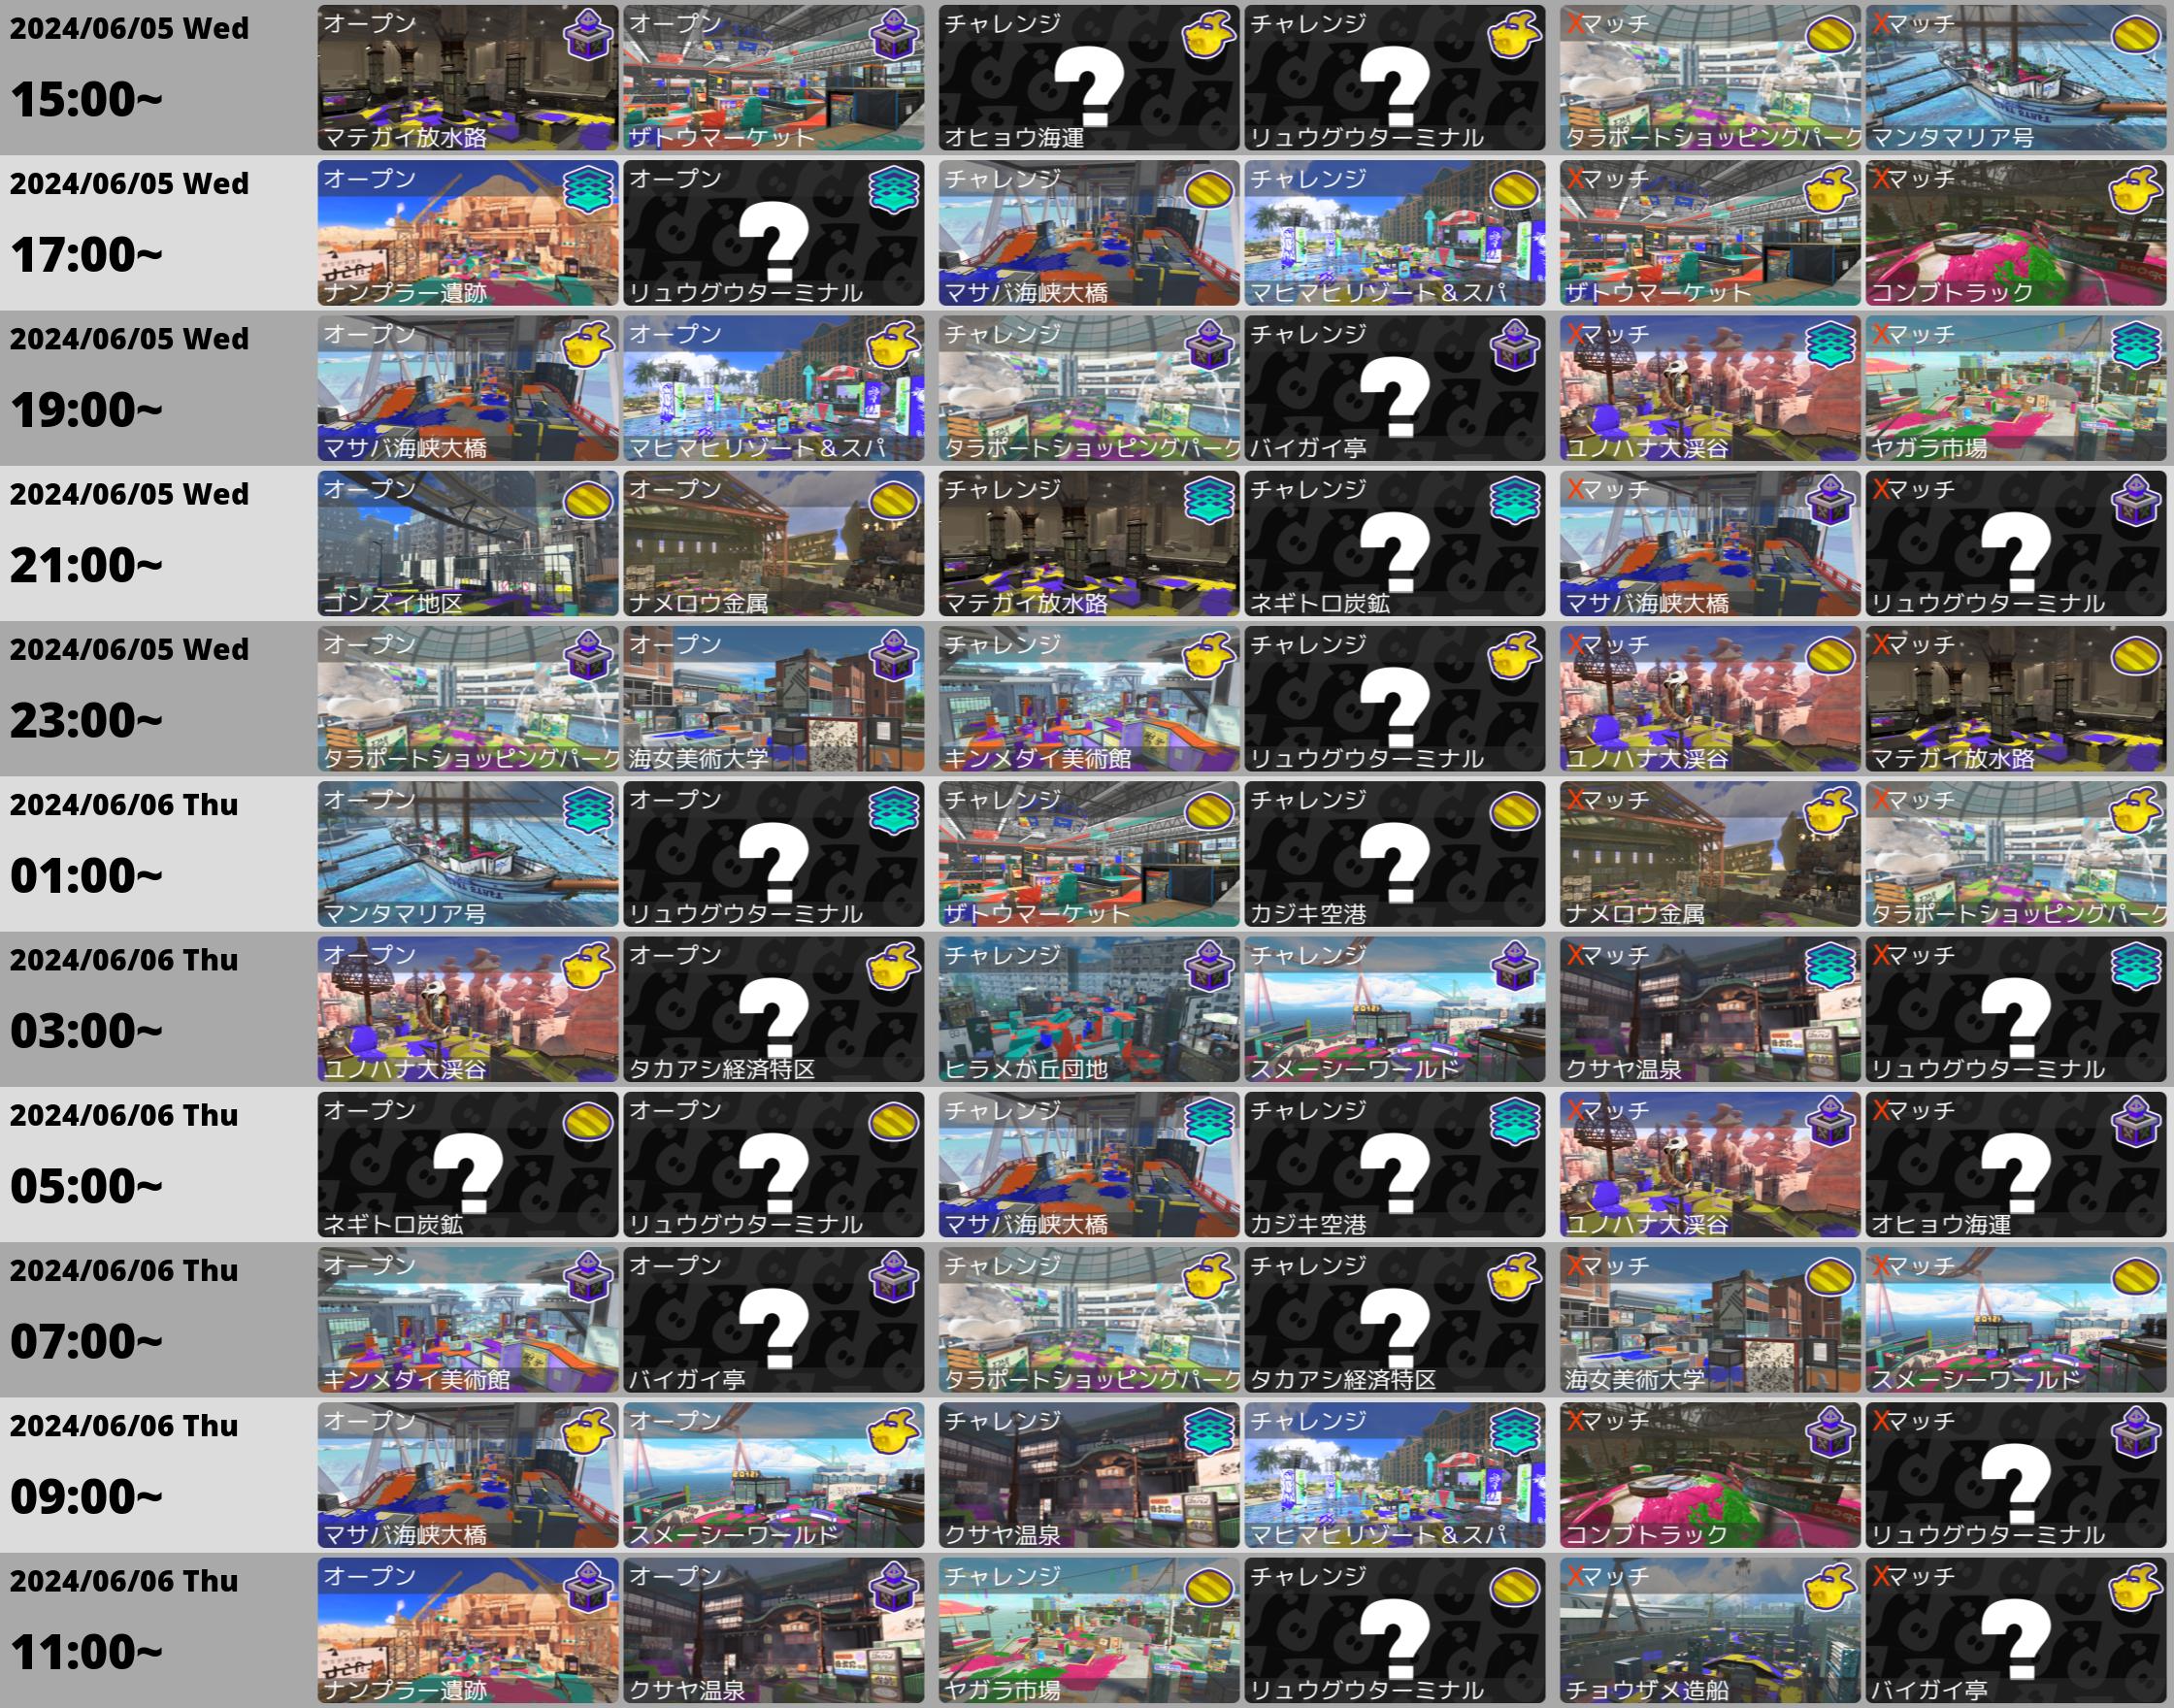 2024/06/05 Wed
15:00~
オープン
マテガイ放水路
オープン
ザトウマーケット
チャレンジ
オヒョウ海運
チャレンジ
リュウグウターミナル
Xマッチ
タラポートショッピングパーク
Xマッチ
マンタマリア号
2024/06/05 Wed
17:00~
オープン
ナンプラー遺跡
オープン
リュウグウターミナル
チャレンジ
マサバ海峡大橋
チャレンジ
マヒマヒリゾート&スパ
Xマッチ
ザトウマーケット
Xマッチ
コンブトラック
2024/06/05 Wed
19:00~
オープン
マサバ海峡大橋
オープン
マヒマヒリゾート&スパ
チャレンジ
タラポートショッピングパーク
チャレンジ
バイガイ亭
Xマッチ
ユノハナ大渓谷
Xマッチ
ヤガラ市場
2024/06/05 Wed
21:00~
オープン
ゴンズイ地区
オープン
ナメロウ金属
チャレンジ
マテガイ放水路
チャレンジ
ネギトロ炭鉱
Xマッチ
マサバ海峡大橋
Xマッチ
リュウグウターミナル
2024/06/05 Wed
23:00~
オープン
タラポートショッピングパーク
オープン
海女美術大学
チャレンジ
キンメダイ美術館
チャレンジ
リュウグウターミナル
Xマッチ
ユノハナ大渓谷
Xマッチ
マテガイ放水路
2024/06/06 Thu
01:00~
オープン
マンタマリア号
オープン
リュウグウターミナル
チャレンジ
ザトウマーケット
チャレンジ
カジキ空港
Xマッチ
ナメロウ金属
Xマッチ
タラポートショッピングパーク
2024/06/06 Thu
03:00~
オープン
ユノハナ大渓谷
オープン
タカアシ経済特区
チャレンジ
ヒラメが丘団地
チャレンジ
スメーシーワールド
Xマッチ
クサヤ温泉
Xマッチ
リュウグウターミナル
2024/06/06 Thu
05:00~
オープン
ネギトロ炭鉱
オープン
リュウグウターミナル
チャレンジ
マサバ海峡大橋
チャレンジ
カジキ空港
Xマッチ
ユノハナ大渓谷
Xマッチ
オヒョウ海運
2024/06/06 Thu
07:00~
オープン
キンメダイ美術館
オープン
バイガイ亭
チャレンジ
タラポートショッピングパーク
チャレンジ
タカアシ経済特区
Xマッチ
海女美術大学
Xマッチ
スメーシーワールド
2024/06/06 Thu
09:00~
オープン
マサバ海峡大橋
オープン
スメーシーワールド
チャレンジ
クサヤ温泉
チャレンジ
マヒマヒリゾート&スパ
Xマッチ
コンブトラック
Xマッチ
リュウグウターミナル
2024/06/06 Thu
11:00~
オープン
ナンプラー遺跡
オープン
クサヤ温泉
チャレンジ
ヤガラ市場
チャレンジ
リュウグウターミナル
Xマッチ
チョウザメ造船
Xマッチ
バイガイ亭